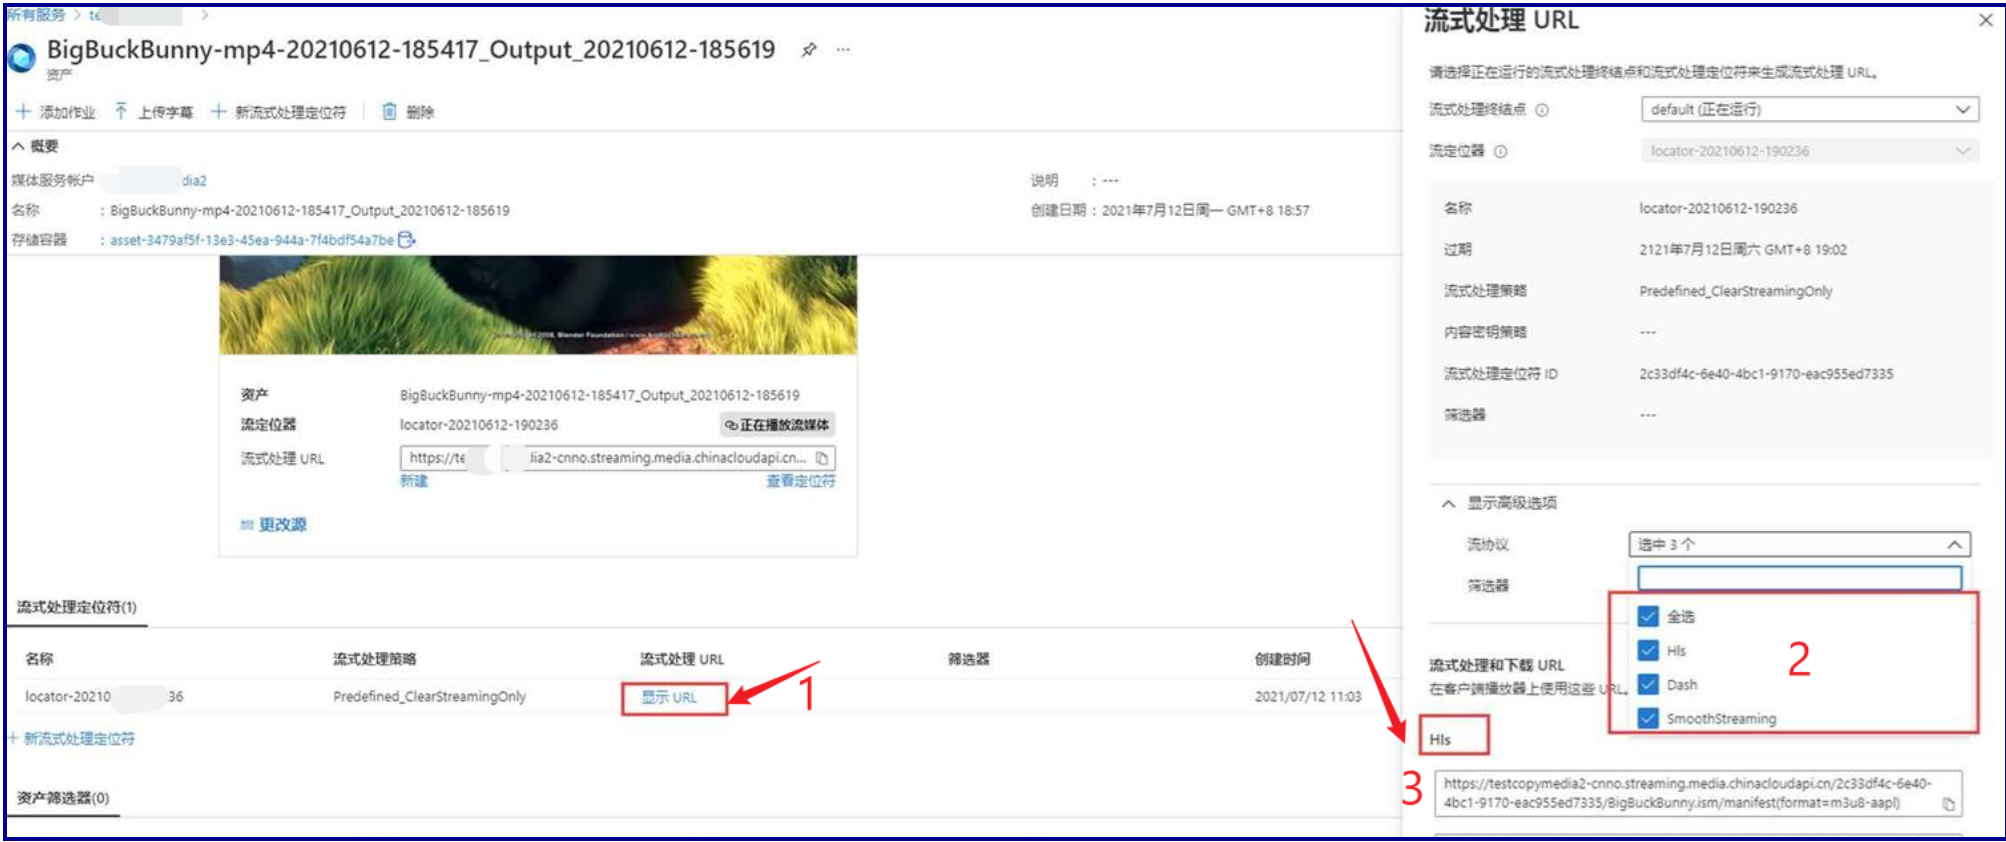 所有服务 > te >
BigBuckBunny-mp4-20210612-185417_Output_20210612-185619 ...
资产
添加作业 上传字幕 新流式处理定位符 删除
概要
媒体服务帐户 dia2
说明 : ---
名称 : BigBuckBunny-mp4-20210612-185417_Output_20210612-185619
创建日期 : 2021年7月12日周一 GMT+8 18:57
存储容器 : asset-3479af5f-13e3-45ea-944a-7f4bdf54a7be
资产 BigBuckBunny-mp4-20210612-185417_Output_20210612-185619
流定位器 locator-20210612-190236 正在播放流媒体
流式处理 URL https://te dia2-cnno.streaming.media.chinacloudapi.cn...
新建 查看定位符
更改源
流式处理定位符(1)
名称 流式处理策略 流式处理 URL 筛选器 创建时间
locator-20210 36 Predefined_ClearStreamingOnly 显示 URL 2021/07/12 11:03
1
+ 新流式处理定位符
资产筛选器(0)
流式处理 URL
请选择正在运行的流式处理终结点和流式处理定位符来生成流式处理 URL。
流式处理终结点 default (正在运行)
流定位器 locator-20210612-190236
名称 locator-20210612-190236
过期 2121年7月12日周六 GMT+8 19:02
流式处理策略 Predefined_ClearStreamingOnly
内容密钥策略 ---
流式处理定位符 ID 2c33df4c-6e40-4bc1-9170-eac955ed7335
筛选器 ---
显示高级选项
流协议 选中 3 个
筛选器
全选
Hls
Dash
SmoothStreaming
2
流式处理和下载 URL
在客户端播放器上使用这些 URL。
Hls
3
https://testcopymedia2-cnno.streaming.media.chinacloudapi.cn/2c33df4c-6e40-
4bc1-9170-eac955ed7335/BigBuckBunny.ism/manifest(format=m3u8-aapl)